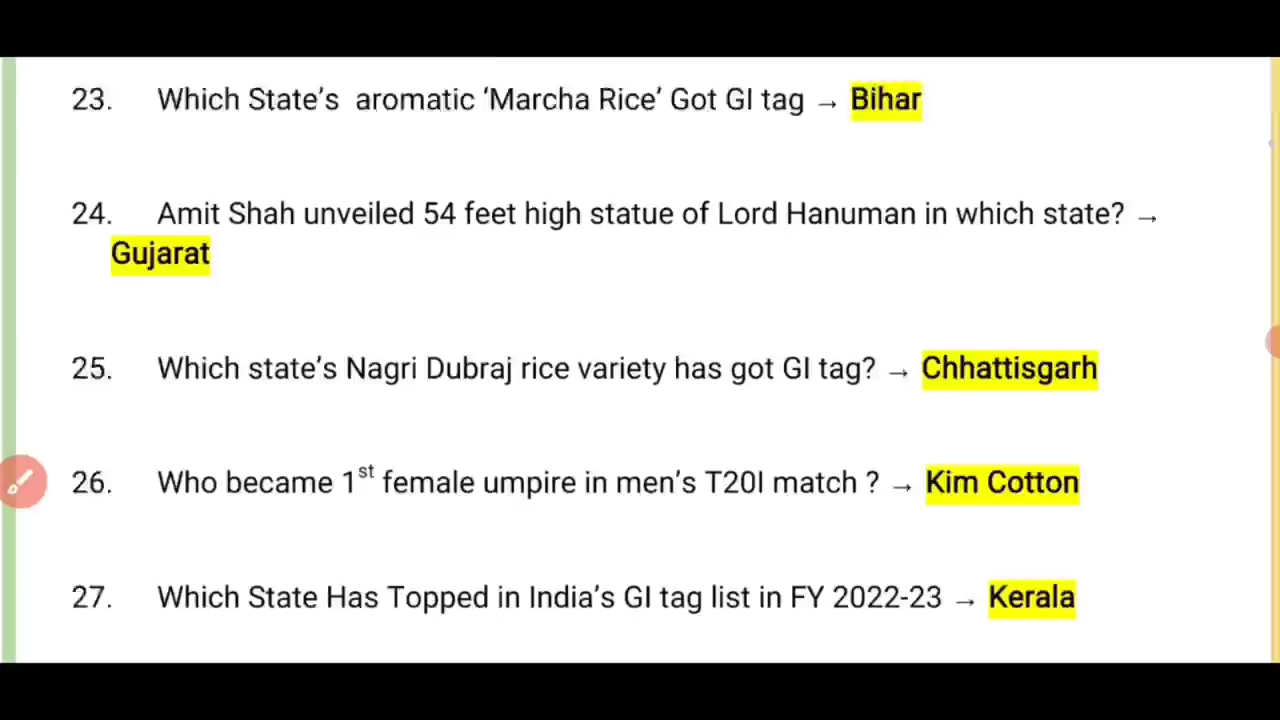 23. Which State’s aromatic ‘Marcha Rice’ Got GI tag → Bihar
24. Amit Shah unveiled 54 feet high statue of Lord Hanuman in which state? →
Gujarat
25. Which state’s Nagri Dubraj rice variety has got GI tag? → Chhattisgarh
26. Who became 1st female umpire in men’s T20I match ? → Kim Cotton
27. Which State Has Topped in India’s GI tag list in FY 2022-23 → Kerala